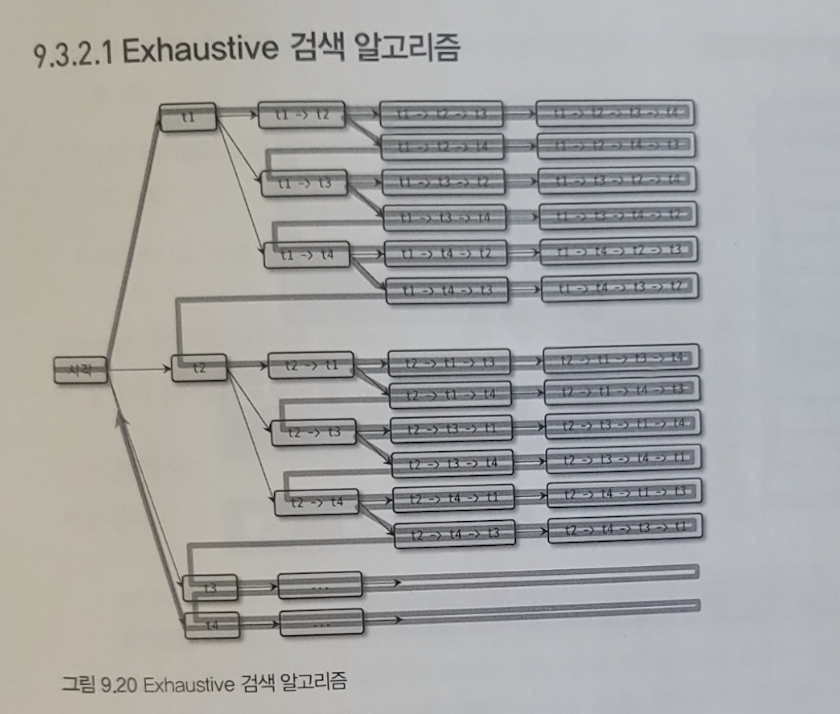 9.3.2.1 Exhaustive 검색 알고리즘
t1
t1 -> t2
t1 -> t2 -> t3
t1 -> t2 -> t3 -> t4
t1 -> t2 -> t4
t1 -> t2 -> t4 -> t3
t1 -> t3
t1 -> t3 -> t2
t1 -> t3 -> t2 -> t4
t1 -> t3 -> t4
t1 -> t3 -> t4 -> t2
t1 -> t4
t1 -> t4 -> t2
t1 -> t4 -> t2 -> t3
t1 -> t4 -> t3
t1 -> t4 -> t3 -> t2
시작
t2
t2 -> t1
t2 -> t1 -> t3
t2 -> t1 -> t3 -> t4
t2 -> t1 -> t4
t2 -> t1 -> t4 -> t3
t2 -> t3
t2 -> t3 -> t1
t2 -> t3 -> t1 -> t4
t2 -> t3 -> t4
t2 -> t3 -> t4 -> t1
t2 -> t4
t2 -> t4 -> t1
t2 -> t4 -> t1 -> t3
t2 -> t4 -> t3
t2 -> t4 -> t3 -> t1
t3
...
t4
...
그림 9.20 Exhaustive 검색 알고리즘